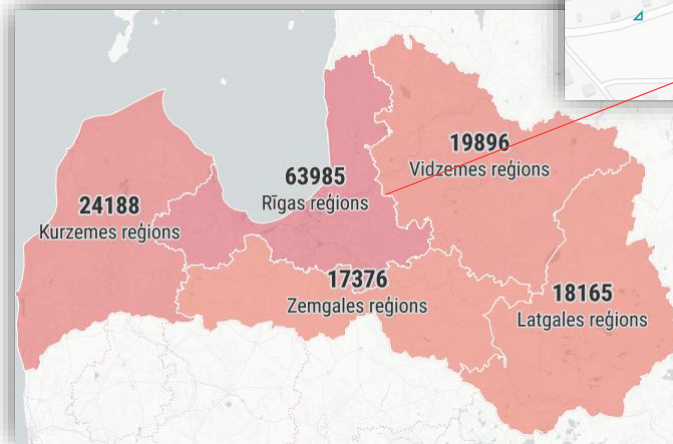 19896
Vidzemes reģions
63985
Rīgas reģions
24188
Kurzemes reģions
17376
Zemgales reģions
18165
Latgales reģions